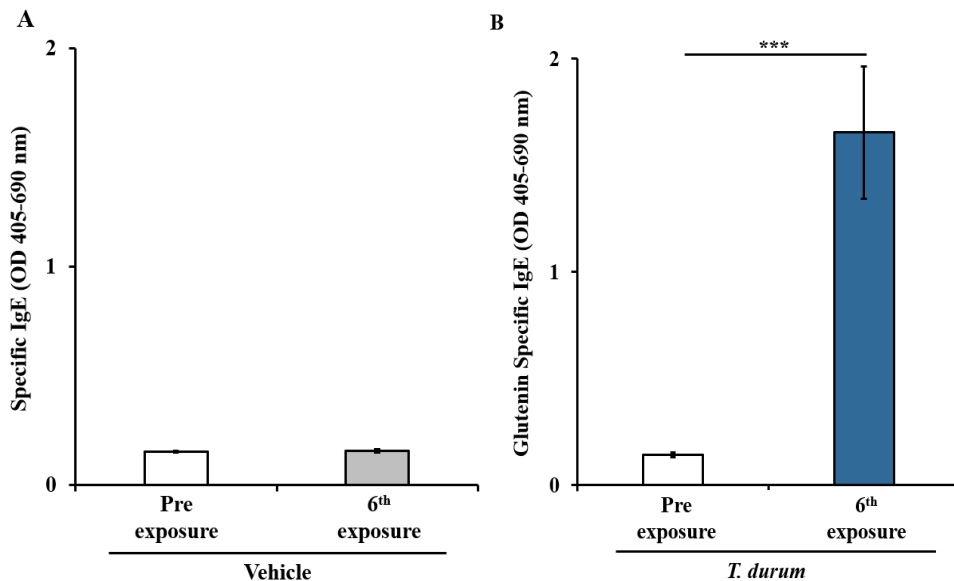 A
Specific IgE (OD 405-690 nm)
2
1
0
Pre
exposure
6th
exposure
Vehicle
B
Glutenin Specific IgE (OD 405-690 nm)
2
1
0
***
Pre
exposure
6th
exposure
T. durum